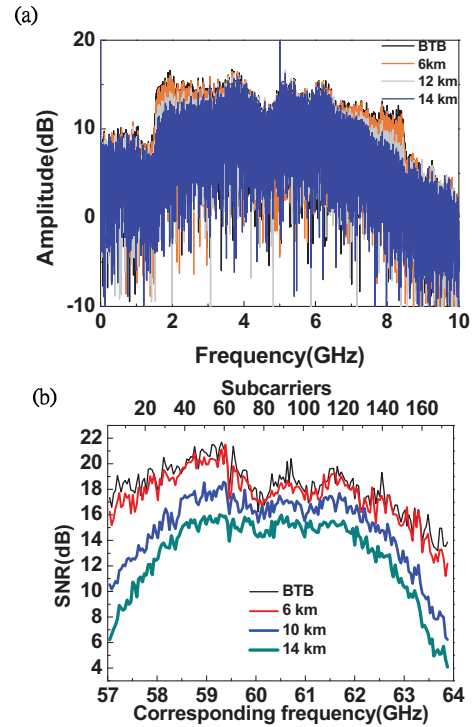 (a)
20
10
0
-10
Amplitude(dB)
BTB
6km
12 km
14 km
0 2 4 6 8 10
Frequency(GHz)
(b)
Subcarriers
20 40 60 80 100 120 140 160
22
20
18
16
14
12
10
8
6
4
SNR(dB)
BTB
6 km
10 km
14 km
57 58 59 60 61 62 63 64
Corresponding frequency(GHz)